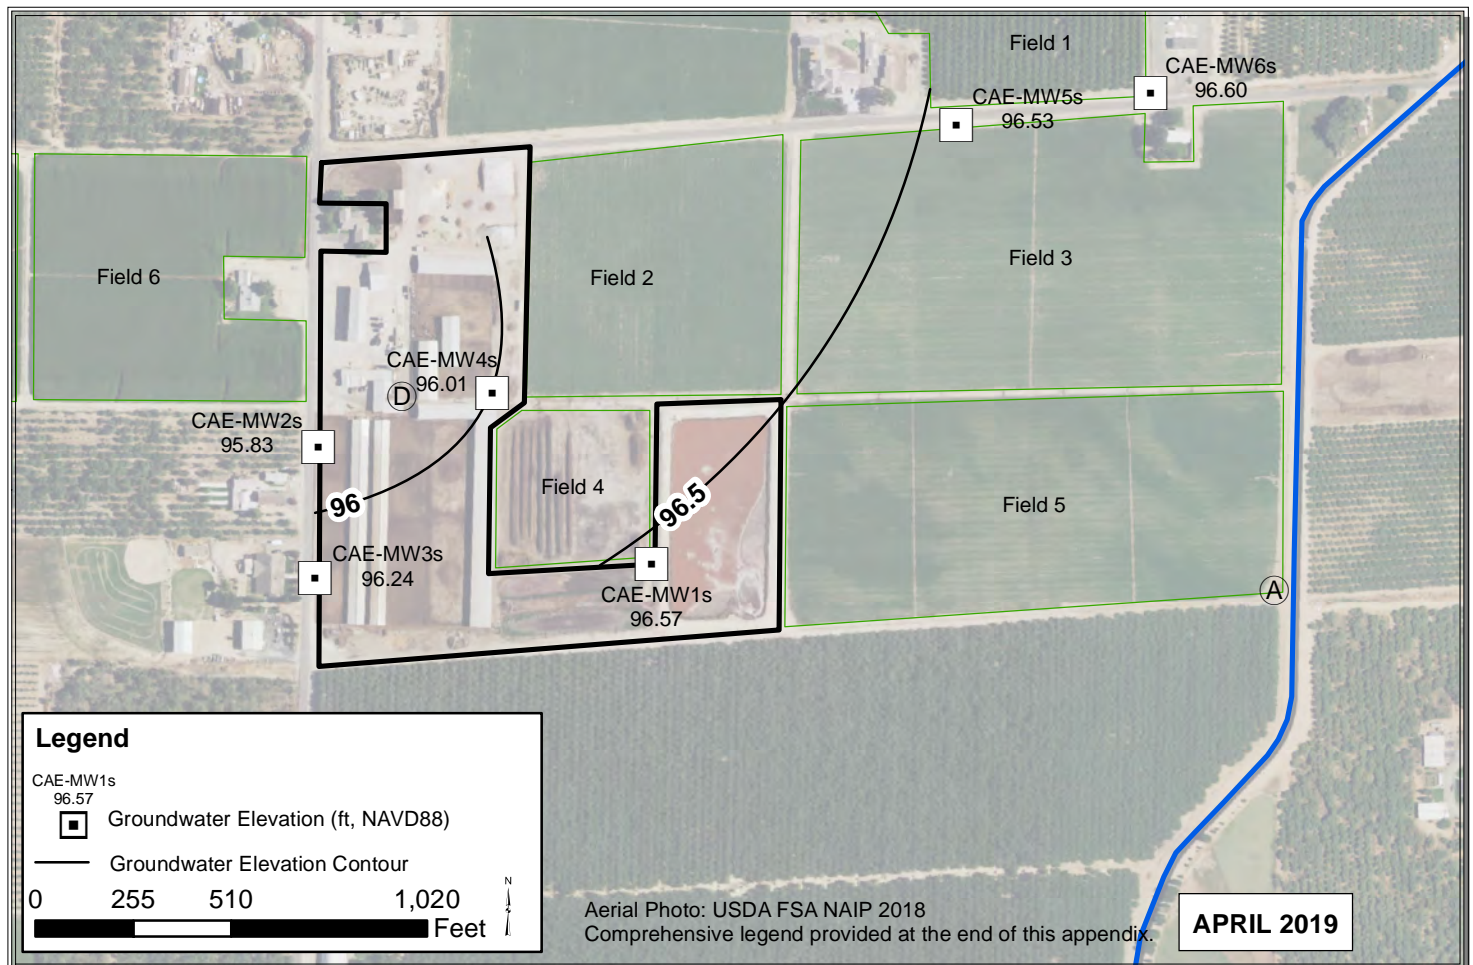 Field 1
CAE-MW6s
96.60
CAE-MW5s
96.53
Field 6
Field 2
Field 3
CAE-MW4s
96.01
D
CAE-MW2s
95.83
96
Field 4
96.5
Field 5
CAE-MW3s
96.24
CAE-MW1s
96.57
A
Legend
CAE-MW1s
96.57
Groundwater Elevation (ft, NAVD88)
Groundwater Elevation Contour
0 255 510 1,020
Feet
N
Aerial Photo: USDA FSA NAIP 2018
Comprehensive legend provided at the end of this appendix.
APRIL 2019